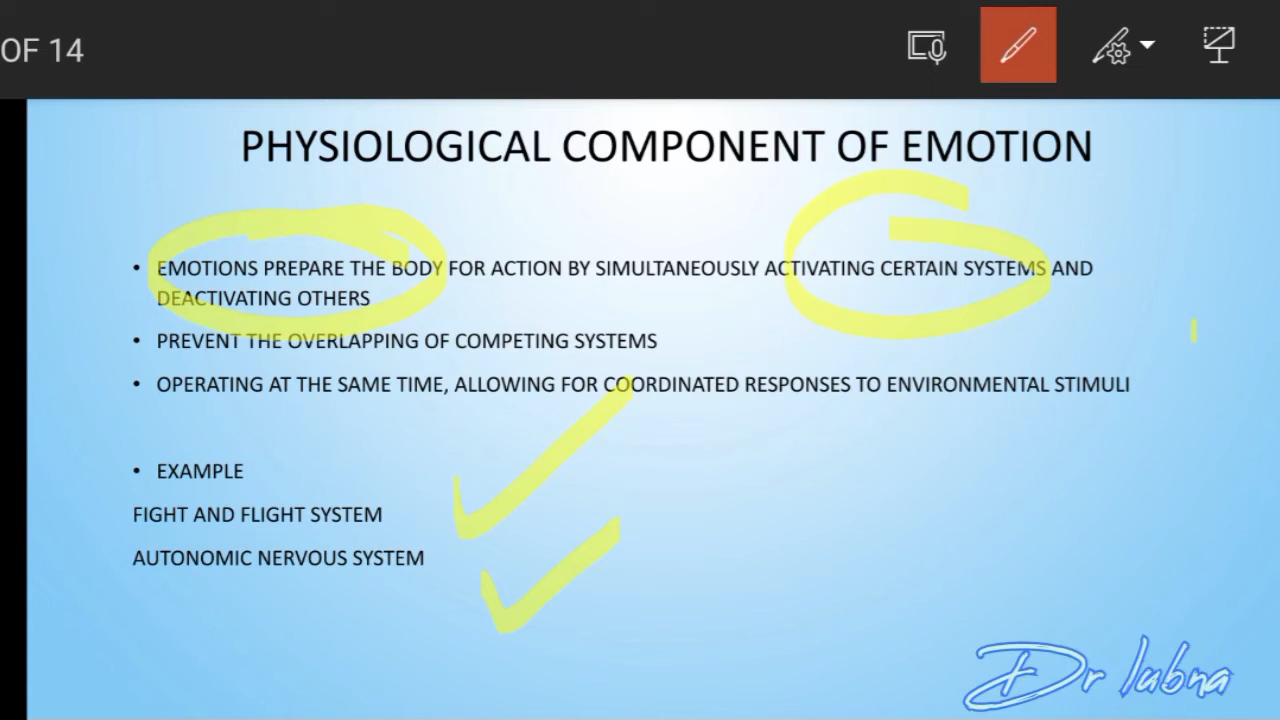 OF 14
PHYSIOLOGICAL COMPONENT OF EMOTION
• EMOTIONS PREPARE THE BODY FOR ACTION BY SIMULTANEOUSLY ACTIVATING CERTAIN SYSTEMS AND
DEACTIVATING OTHERS
• PREVENT THE OVERLAPPING OF COMPETING SYSTEMS
• OPERATING AT THE SAME TIME, ALLOWING FOR COORDINATED RESPONSES TO ENVIRONMENTAL STIMULI
• EXAMPLE
FIGHT AND FLIGHT SYSTEM
AUTONOMIC NERVOUS SYSTEM
Dr lubna